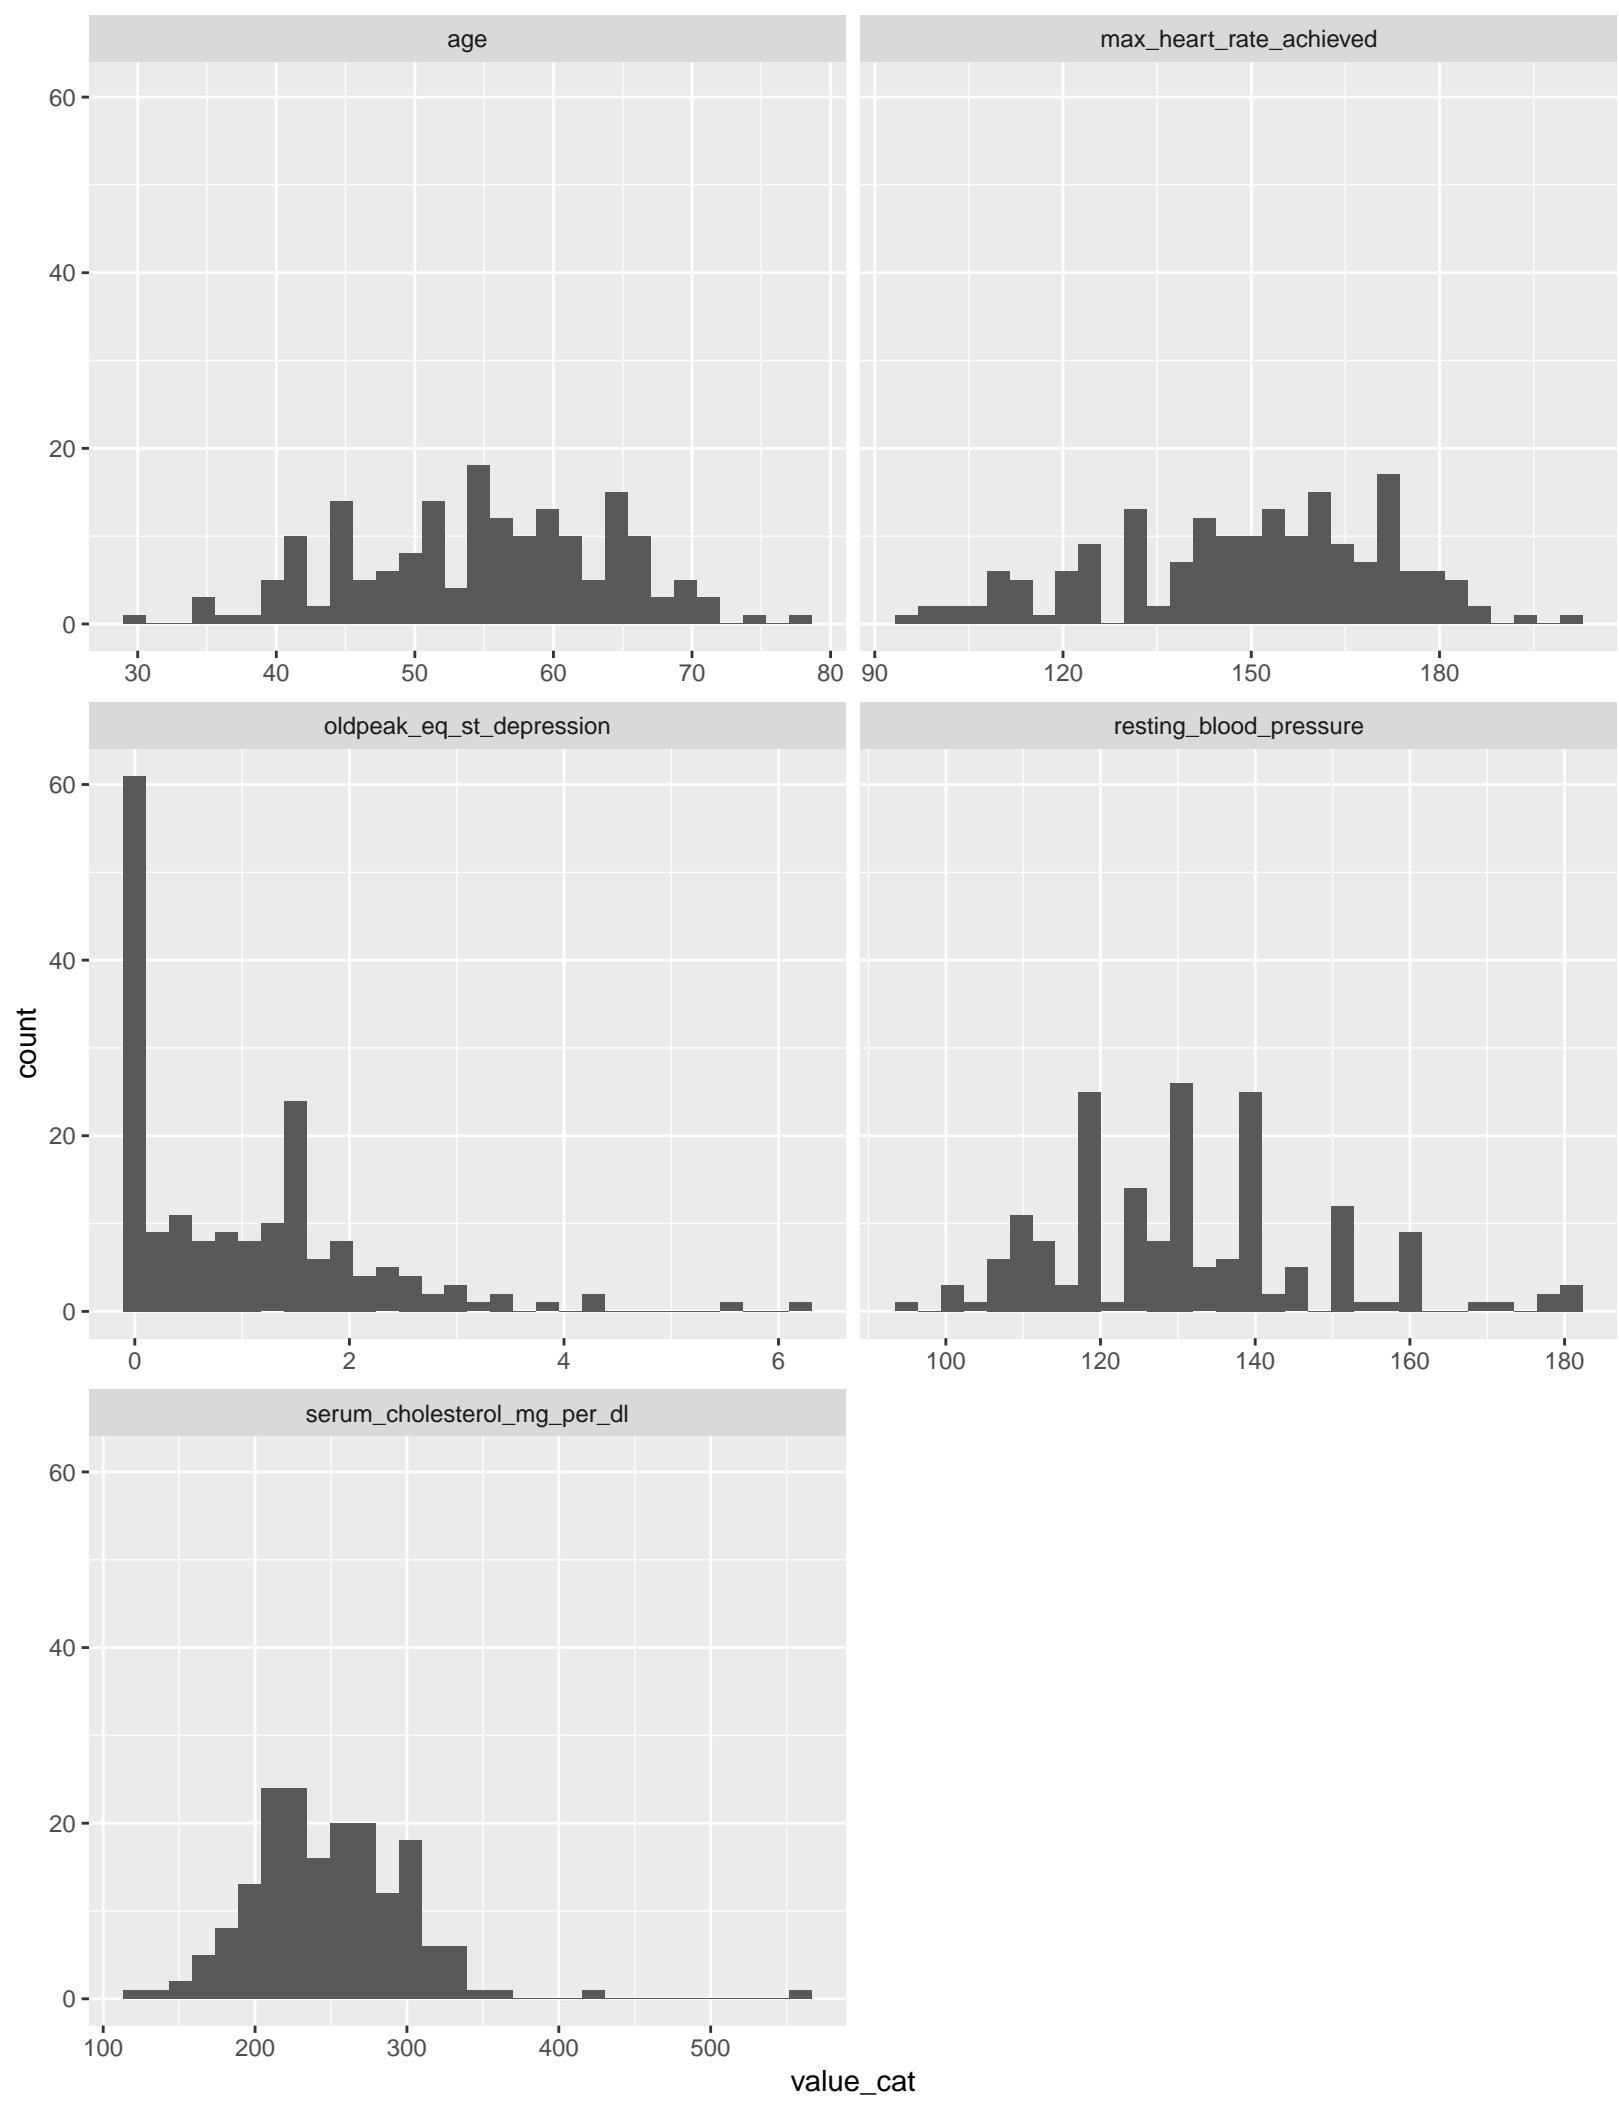 age
max_heart_rate_achieved
60
40
20
0
30 40 50 60 70 80
90 120 150 180
oldpeak_eq_st_depression
resting_blood_pressure
60
40
20
0
0 2 4 6
100 120 140 160 180
serum_cholesterol_mg_per_dl
60
40
20
0
100 200 300 400 500
count
value_cat